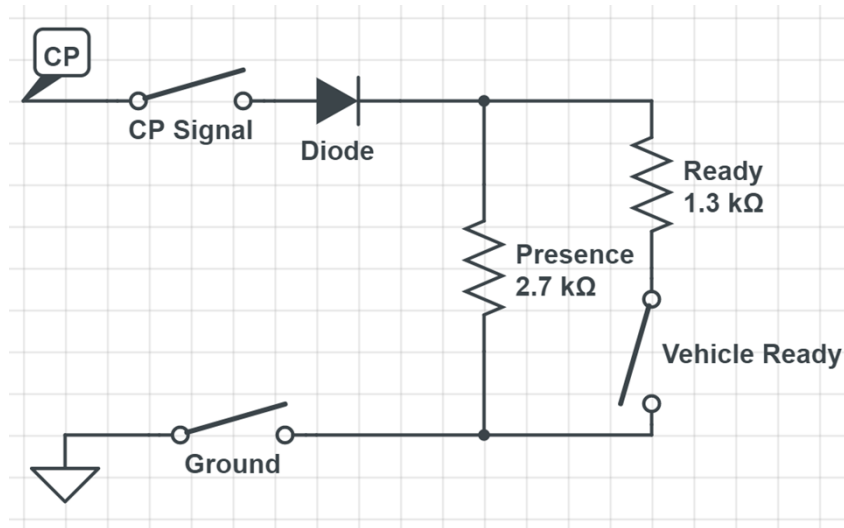 CP
CP Signal
Diode
Ready
1.3 kΩ
Presence
2.7 kΩ
Vehicle Ready
Ground